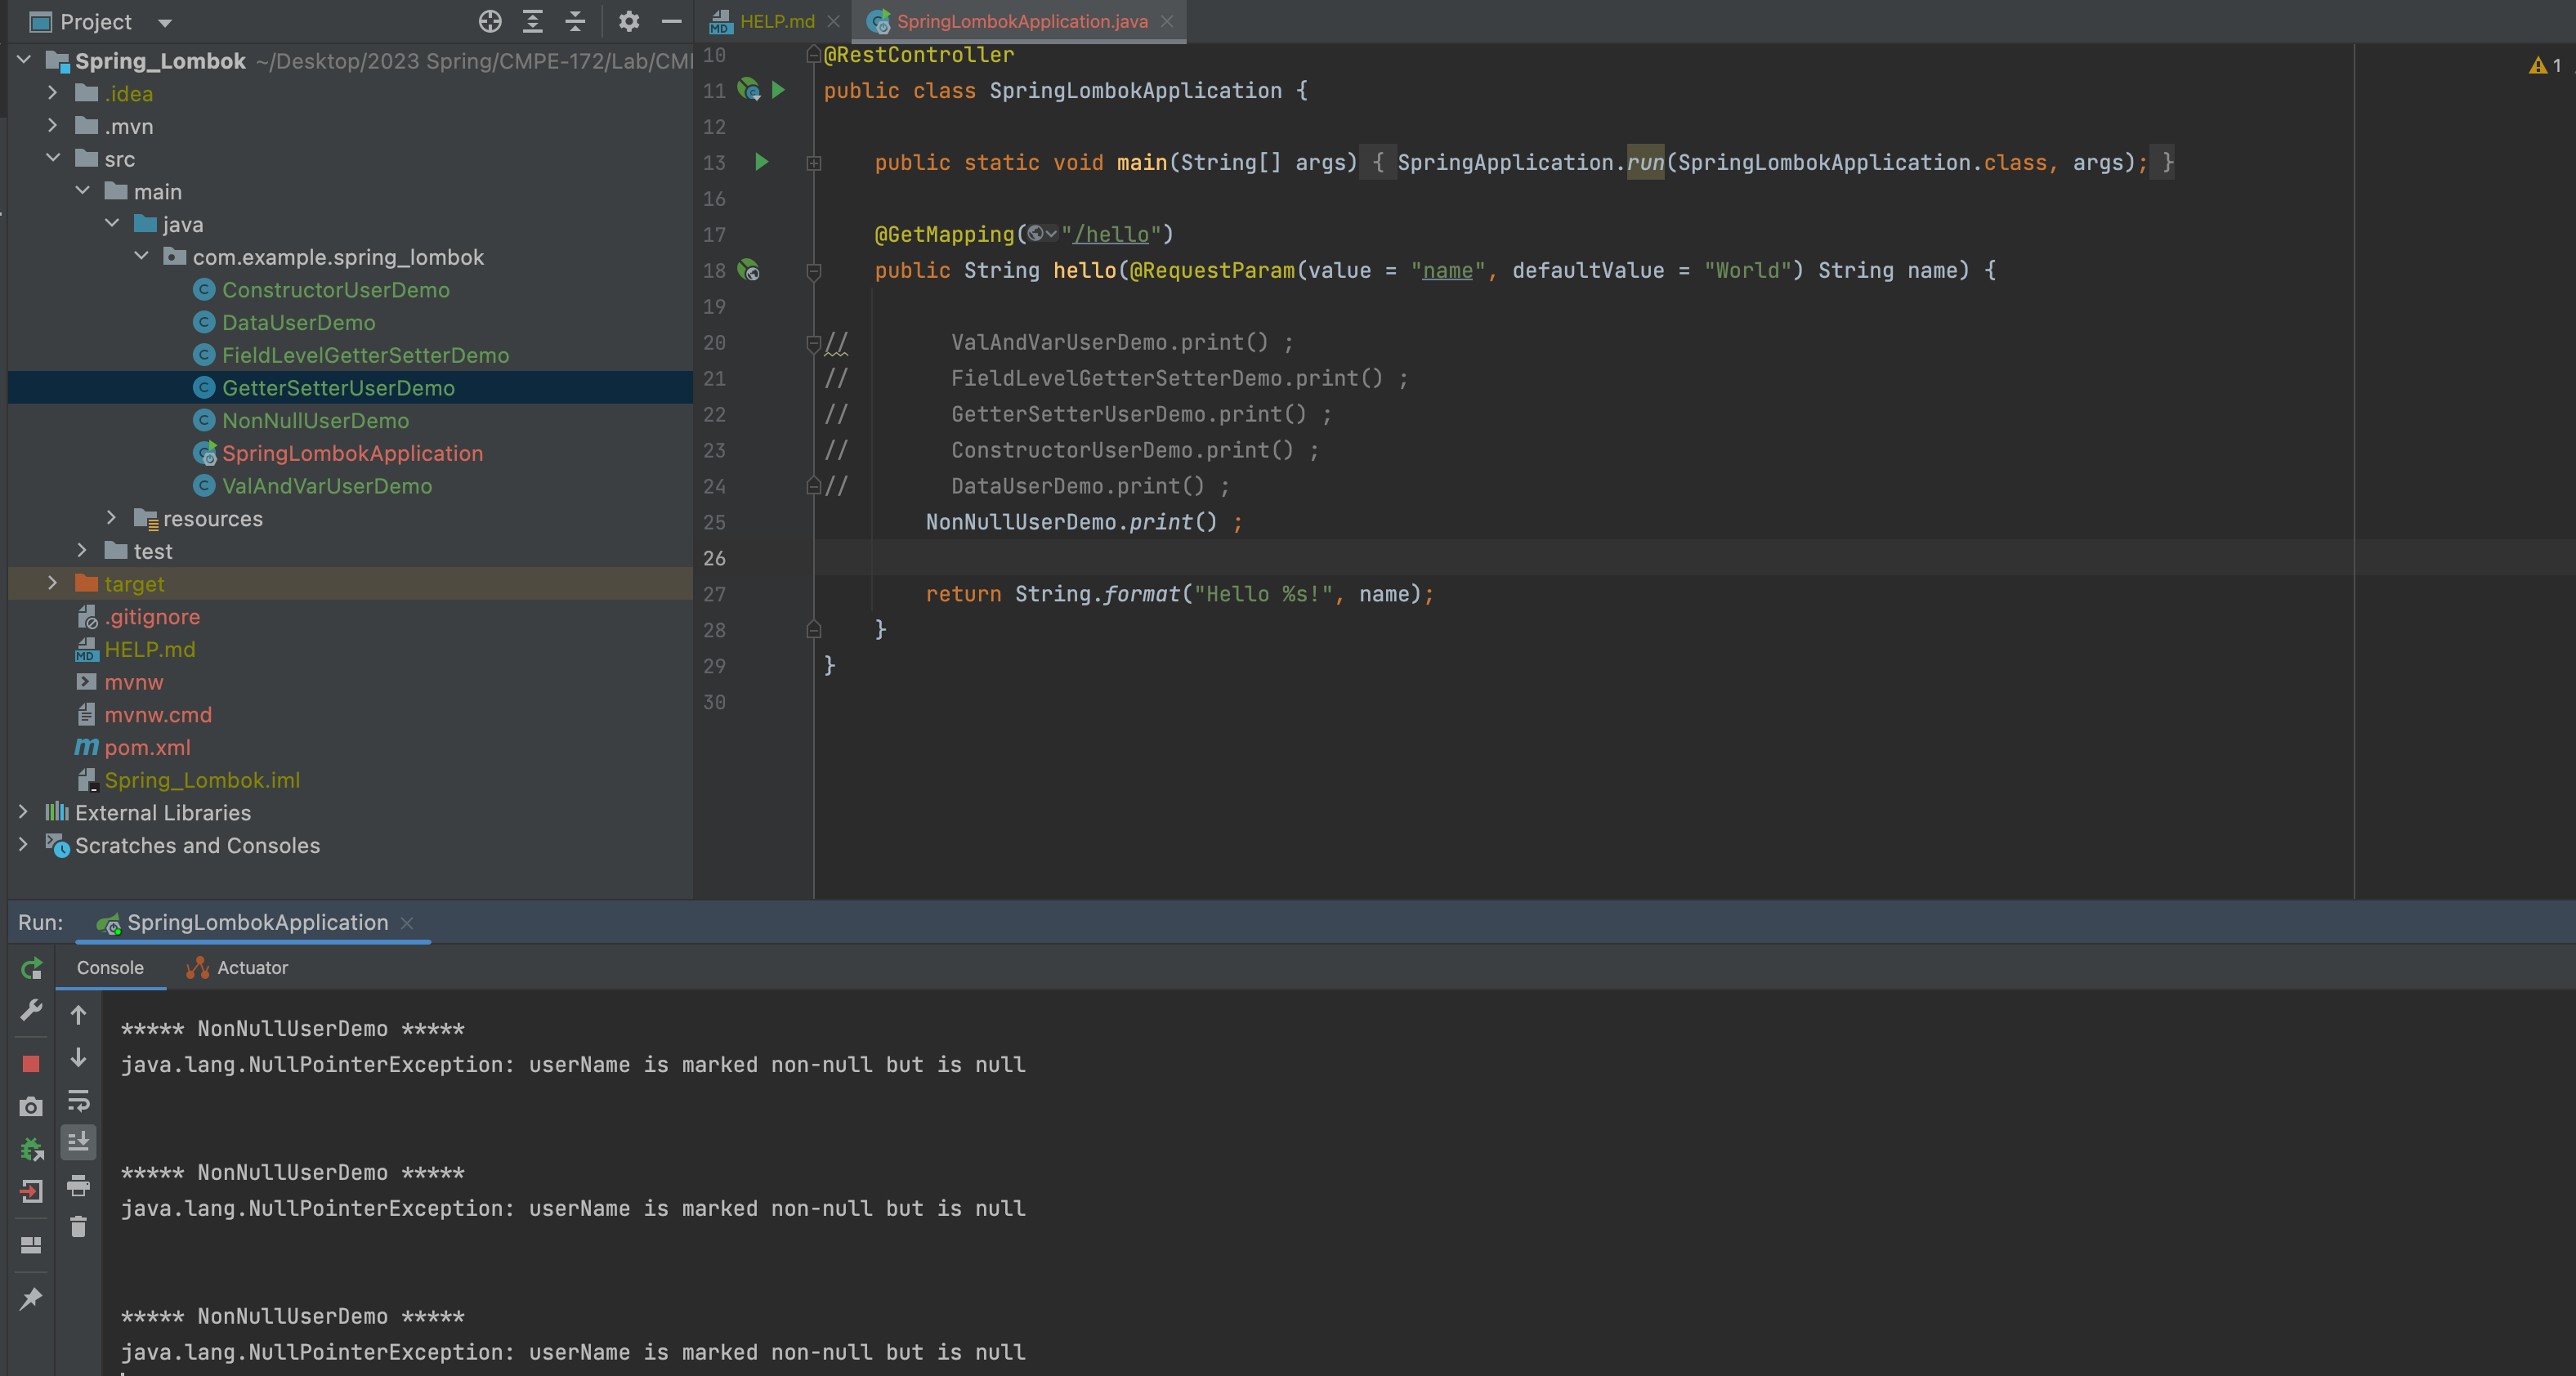 Project
Spring_Lombok ~/Desktop/2023 Spring/CMPE-172/Lab/CM
.idea
.mvn
src
main
java
com.example.spring_lombok
ConstructorUserDemo
DataUserDemo
FieldLevelGetterSetterDemo
GetterSetterUserDemo
NonNullUserDemo
SpringLombokApplication
ValAndVarUserDemo
resources
test
target
.gitignore
HELP.md
mvnw
mvnw.cmd
pom.xml
Spring_Lombok.iml
External Libraries
Scratches and Consoles
HELP.md
SpringLombokApplication.java
1
10 @RestController
11 public class SpringLombokApplication {
12
13 public static void main(String[] args) { SpringApplication.run(SpringLombokApplication.class, args); }
16
17 @GetMapping("/hello")
18 public String hello(@RequestParam(value = "name", defaultValue = "World") String name) {
19
20 // ValAndVarUserDemo.print() ;
21 // FieldLevelGetterSetterDemo.print() ;
22 // GetterSetterUserDemo.print() ;
23 // ConstructorUserDemo.print() ;
24 // DataUserDemo.print() ;
25 NonNullUserDemo.print() ;
26
27 return String.format("Hello %s!", name);
28 }
29 }
30
Run: SpringLombokApplication
Console Actuator
***** NonNullUserDemo *****
java.lang.NullPointerException: userName is marked non-null but is null
***** NonNullUserDemo *****
java.lang.NullPointerException: userName is marked non-null but is null
***** NonNullUserDemo *****
java.lang.NullPointerException: userName is marked non-null but is null